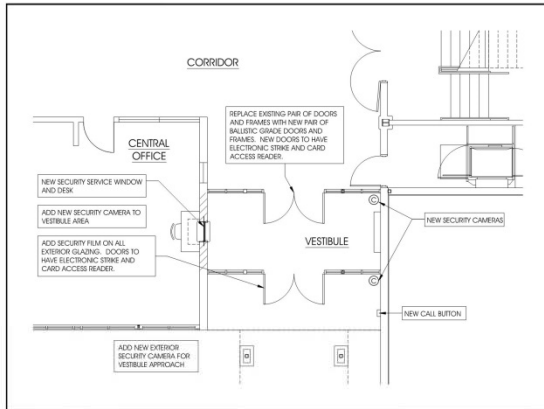 CORRIDOR
REPLACE EXISTING PAIR OF DOORS
AND FRAMES WITH NEW PAIR OF
BALLISTIC GRADE DOORS AND
FRAMES. NEW DOORS TO HAVE
ELECTRONIC STRIKE AND CARD
ACCESS READER.
CENTRAL
OFFICE
NEW SECURITY SERVICE WINDOW
AND DESK
ADD NEW SECURITY CAMERA TO
VESTIBULE AREA
ADD SECURITY FILM ON ALL
EXTERIOR GLAZING. DOORS TO
HAVE ELECTRONIC STRIKE AND
CARD ACCESS READER.
VESTIBULE
NEW SECURITY CAMERAS
NEW CALL BUTTON
ADD NEW EXTERIOR
SECURITY CAMERA FOR
VESTIBULE APPROACH